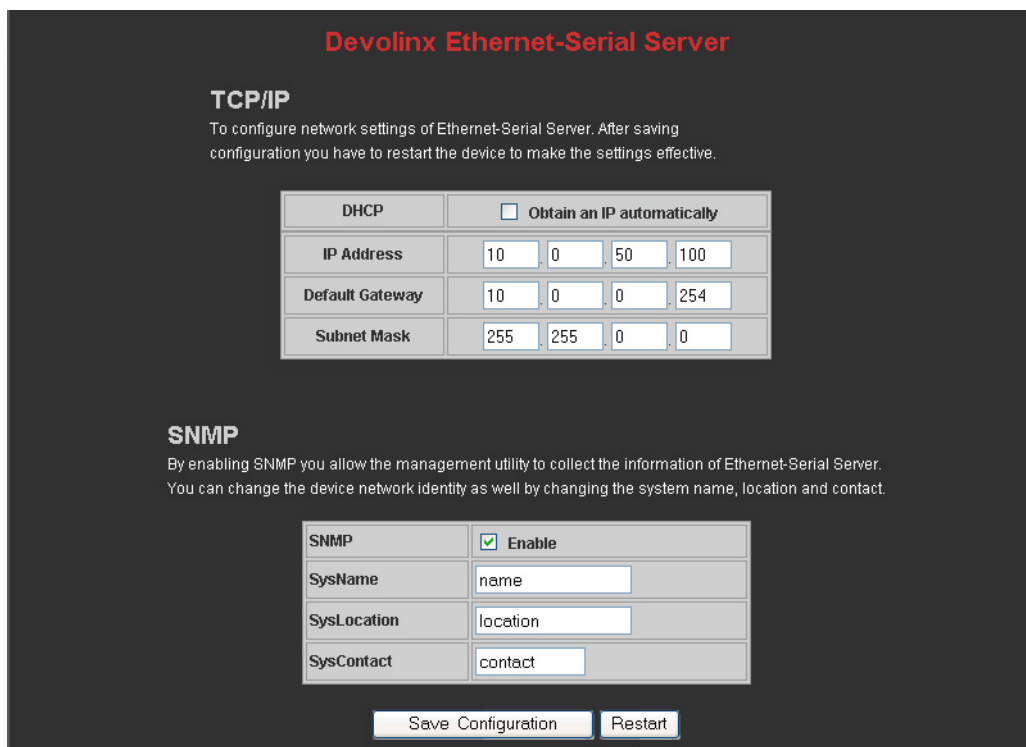 Devolinx Ethernet-Serial Server
TCP/IP
To configure network settings of Ethernet-Serial Server. After saving
configuration you have to restart the device to make the settings effective.
DHCP Obtain an IP automatically
IP Address 10 . 0 . 50 . 100
Default Gateway 10 . 0 . 0 . 254
Subnet Mask 255 . 255 . 0 . 0
SNMP
By enabling SNMP you allow the management utility to collect the information of Ethernet-Serial Server.
You can change the device network identity as well by changing the system name, location and contact.
SNMP Enable
SysName name
SysLocation location
SysContact contact
Save Configuration Restart